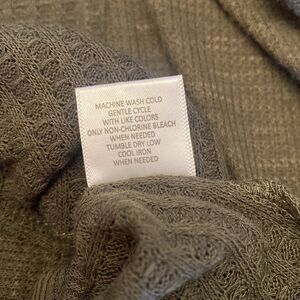 MACHINE WASH COLD
GENTLE CYCLE
WITH LIKE COLORS
ONLY NON-CHLORINE BLEACH
WHEN NEEDED
TUMBLE DRY LOW
COOL IRON
WHEN NEEDED